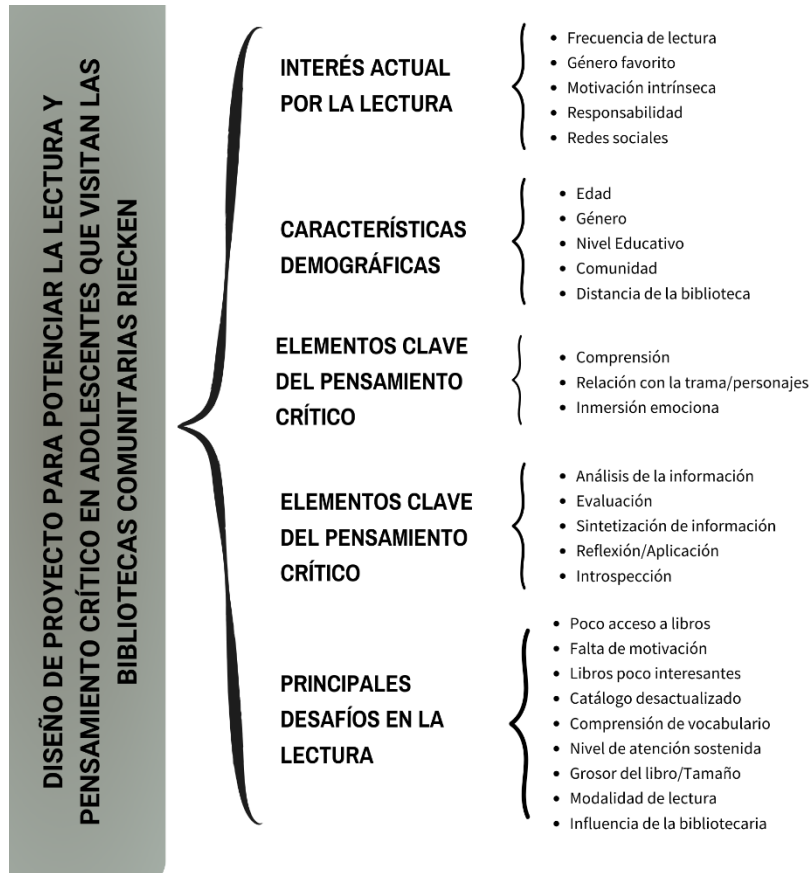 DISEÑO DE PROYECTO PARA POTENCIAR LA LECTURA Y
PENSAMIENTO CRÍTICO EN ADOLESCENTES QUE VISITAN LAS
BIBLIOTECAS COMUNITARIAS RIECKEN
INTERÉS ACTUAL
POR LA LECTURA
• Frecuencia de lectura
• Género favorito
• Motivación intrínseca
• Responsabilidad
• Redes sociales
CARACTERÍSTICAS
DEMOGRÁFICAS
• Edad
• Género
• Nivel Educativo
• Comunidad
• Distancia de la biblioteca
ELEMENTOS CLAVE
DEL PENSAMIENTO
CRÍTICO
• Comprensión
• Relación con la trama/personajes
• Inmersión emociona
ELEMENTOS CLAVE
DEL PENSAMIENTO
CRÍTICO
• Análisis de la información
• Evaluación
• Sintetización de información
• Reflexión/Aplicación
• Introspección
PRINCIPALES
DESAFÍOS EN LA
LECTURA
• Poco acceso a libros
• Falta de motivación
• Libros poco interesantes
• Catálogo desactualizado
• Comprensión de vocabulario
• Nivel de atención sostenida
• Grosor del libro/Tamaño
• Modalidad de lectura
• Influencia de la bibliotecaria